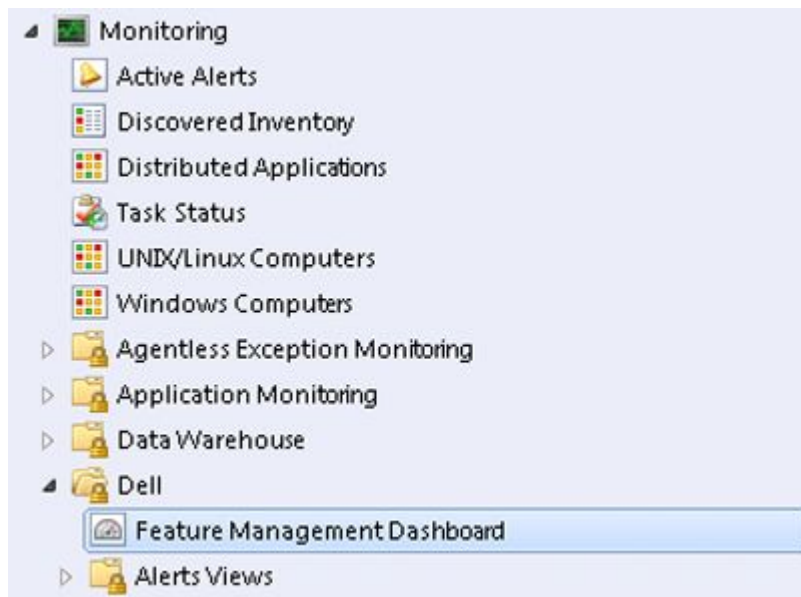 Monitoring
Active Alerts
Discovered Inventory
Distributed Applications
Task Status
UNIX/Linux Computers
Windows Computers
Agentless Exception Monitoring
Application Monitoring
Data Warehouse
Dell
Feature Management Dashboard
Alerts Views